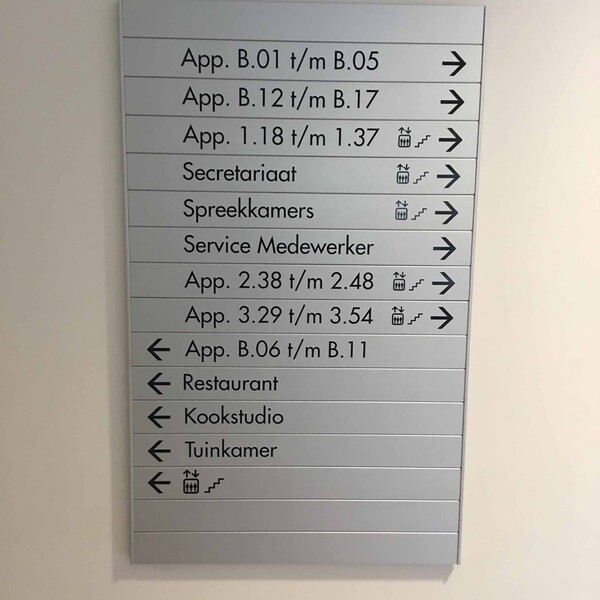 App. B.01 t/m B.05
App. B.12 t/m B.17
App. 1.18 t/m 1.37
Secretariaat
Spreekkamers
Service Medewerker
App. 2.38 t/m 2.48
App. 3.29 t/m 3.54
App. B.06 t/m B.11
Restaurant
Kookstudio
Tuinkamer